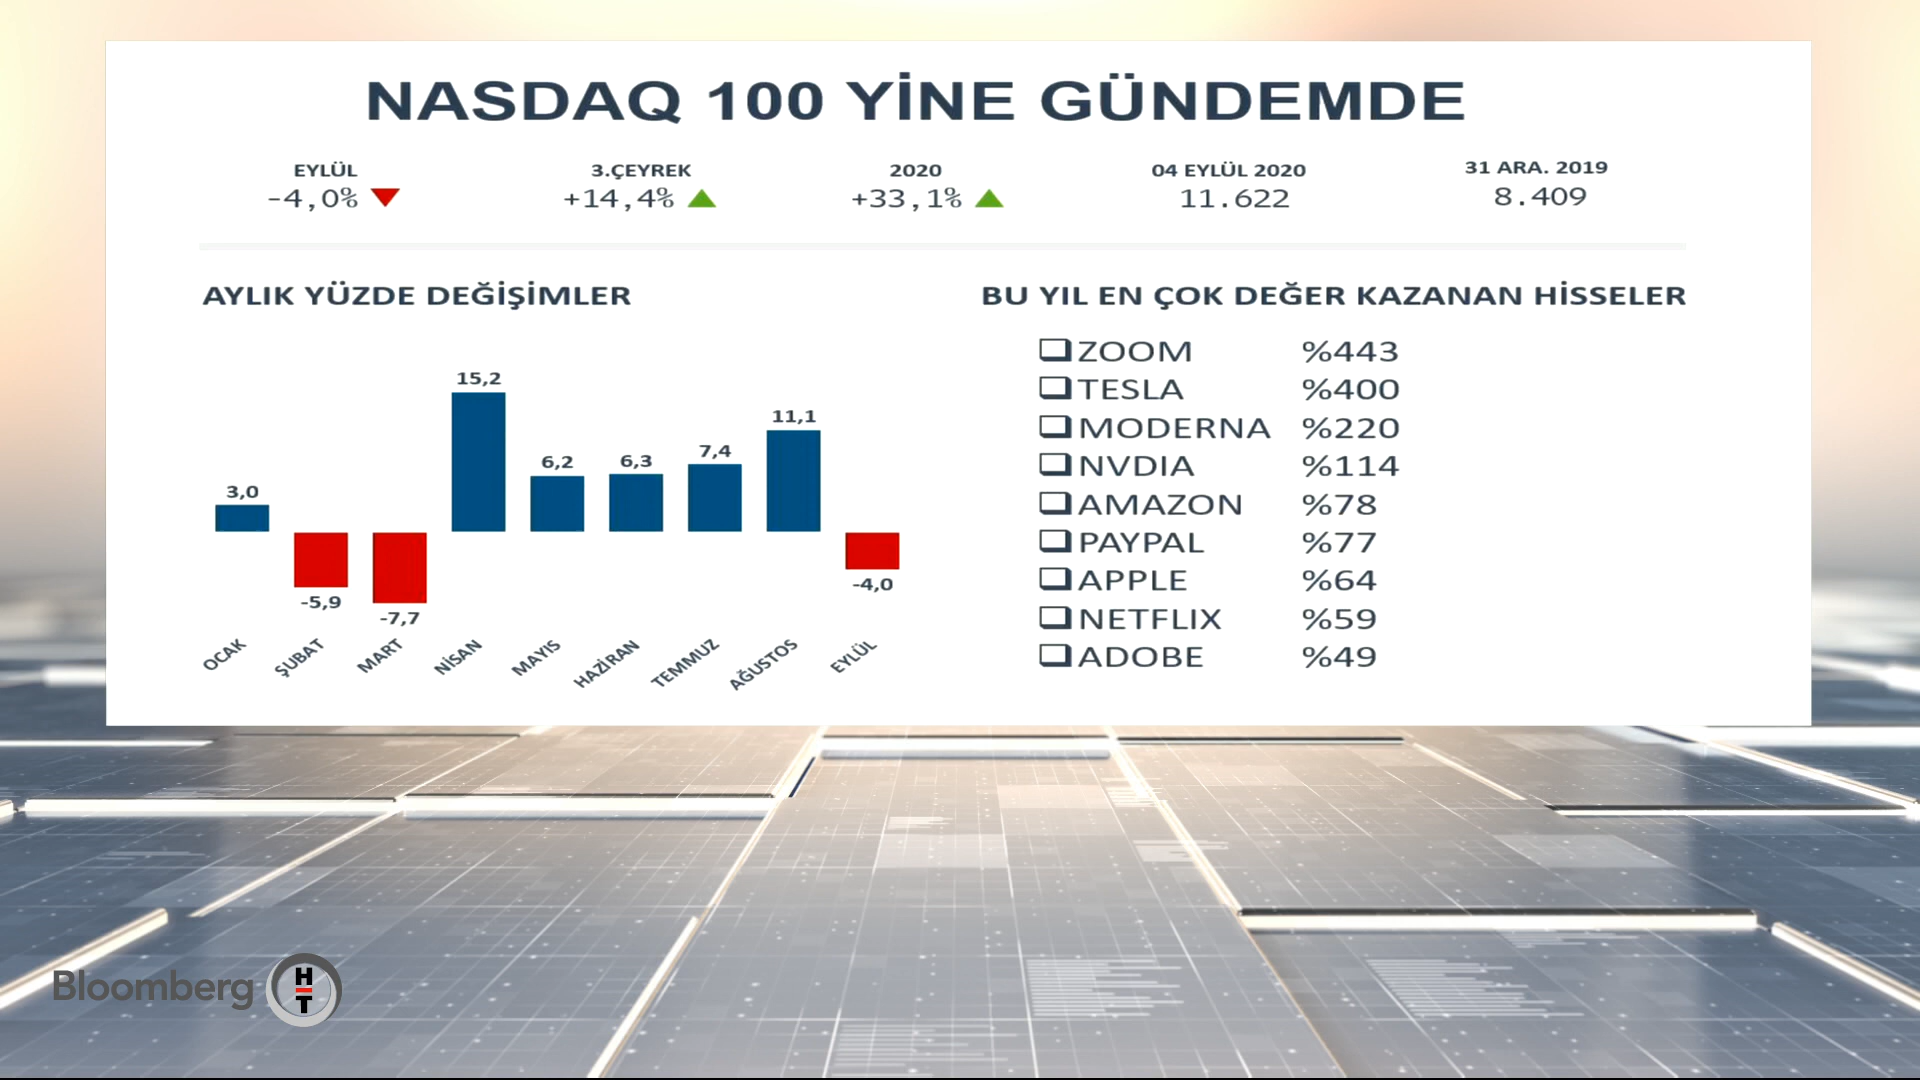 NASDAQ 100 YİNE GÜNDEMDE
EYLÜL
-4,0%
3.ÇEYREK
+14,4%
2020
+33,1%
04 EYLÜL 2020
11.622
31 ARA. 2019
8.409
AYLIK YÜZDE DEĞİŞİMLER
3,0
-5,9
-7,7
15,2
6,2
6,3
7,4
11,1
-4,0
OCAK
ŞUBAT
MART
NİSAN
MAYIS
HAZİRAN
TEMMUZ
AĞUSTOS
EYLÜL
BU YIL EN ÇOK DEĞER KAZANAN HİSSELER
ZOOM %443
TESLA %400
MODERNA %220
NVDIA %114
AMAZON %78
PAYPAL %77
APPLE %64
NETFLIX %59
ADOBE %49
Bloomberg HT